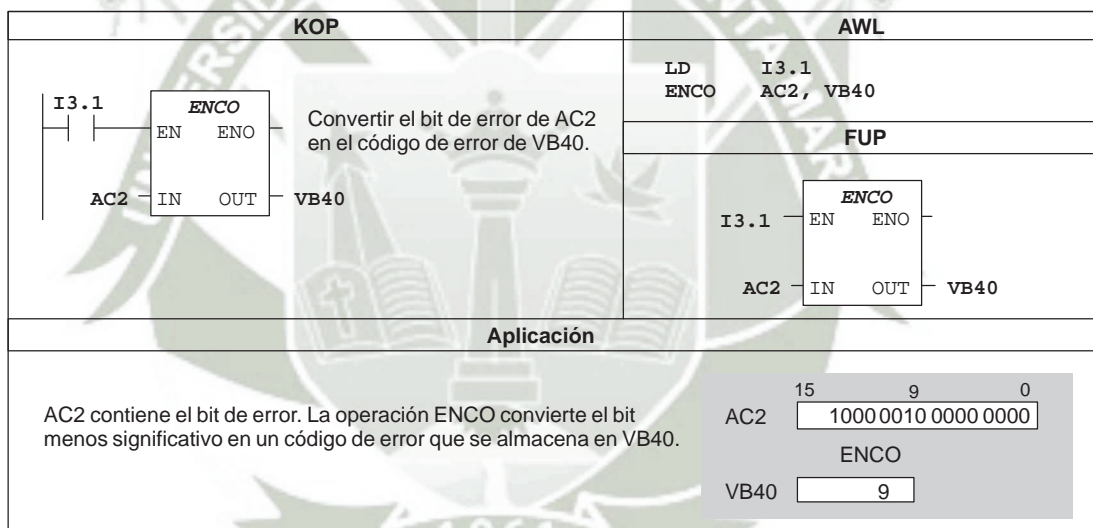 KOP
I3.1
ENCO
EN ENO
AC2 IN OUT VB40
Convertir el bit de error de AC2
en el código de error de VB40.
AWL
LD I3.1
ENCO AC2, VB40
FUP
ENCO
I3.1 EN ENO
AC2 IN OUT VB40
Aplicación
AC2 contiene el bit de error. La operación ENCO convierte el bit
menos significativo en un código de error que se almacena en VB40.
15 9 0
AC2 1000 0010 0000 0000
ENCO
VB40 9